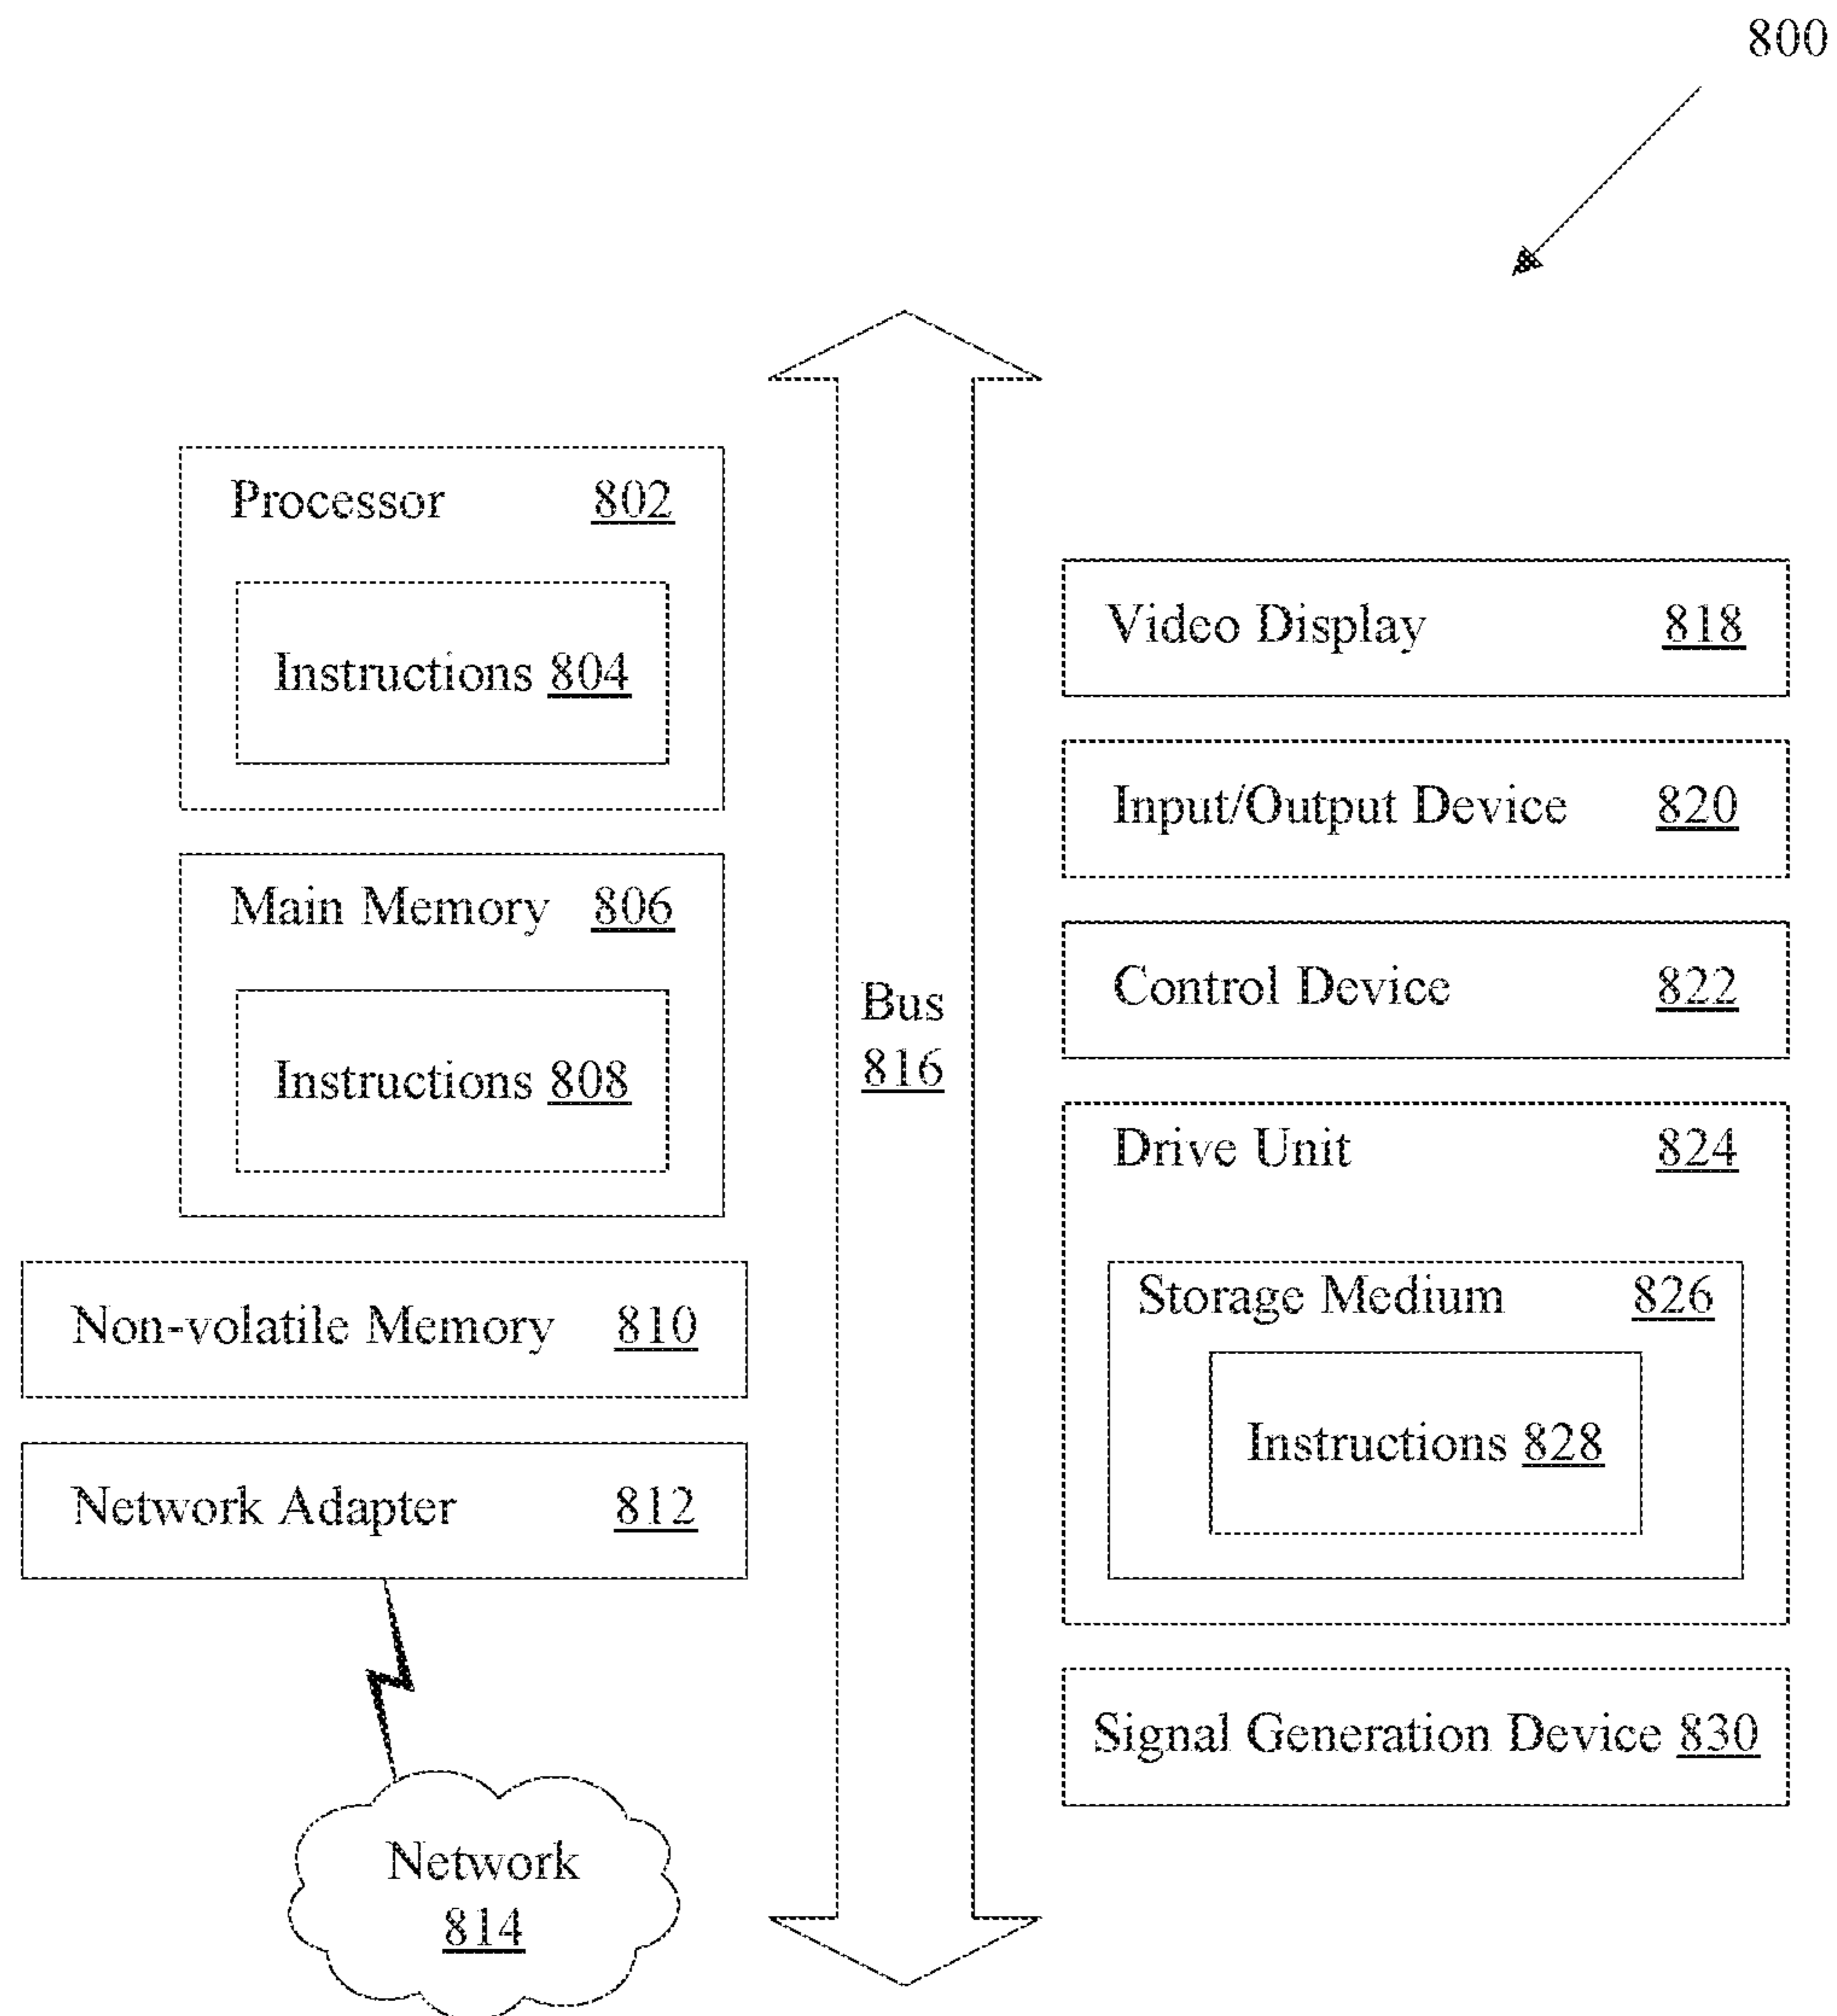 800
Processor 802
Instructions 804
Main Memory 806
Instructions 808
Non-volatile Memory 810
Network Adapter 812
Network
814
Bus
816
Video Display 818
Input/Output Device 820
Control Device 822
Drive Unit 824
Storage Medium 826
Instructions 828
Signal Generation Device 830